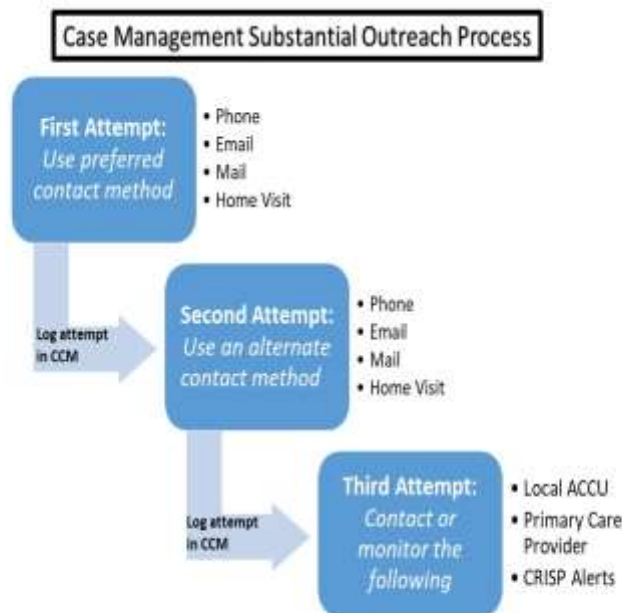 Case Management Substantial Outreach Process
First Attempt:
Use preferred
contact method
• Phone
• Email
• Mail
• Home Visit
Log attempt
in CCM
Second Attempt:
Use an alternate
contact method
• Phone
• Email
• Mail
• Home Visit
Log attempt
in CCM
Third Attempt:
Contact or
monitor the
following
• Local ACCU
• Primary Care
Provider
• CRISP Alerts